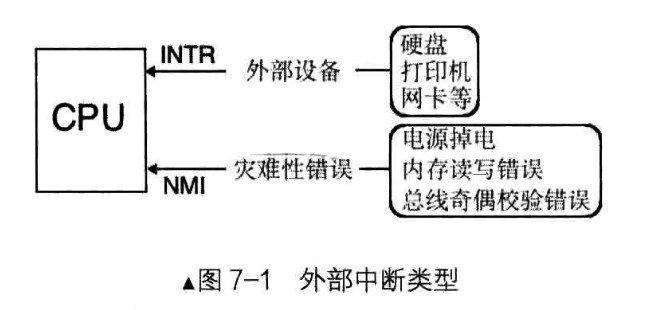 CPU
INTR
外部设备
硬盘
打印机
网卡等
NMI
灾难性错误
电源掉电
内存读写错误
总线奇偶校验错误
▲图 7-1 外部中断类型